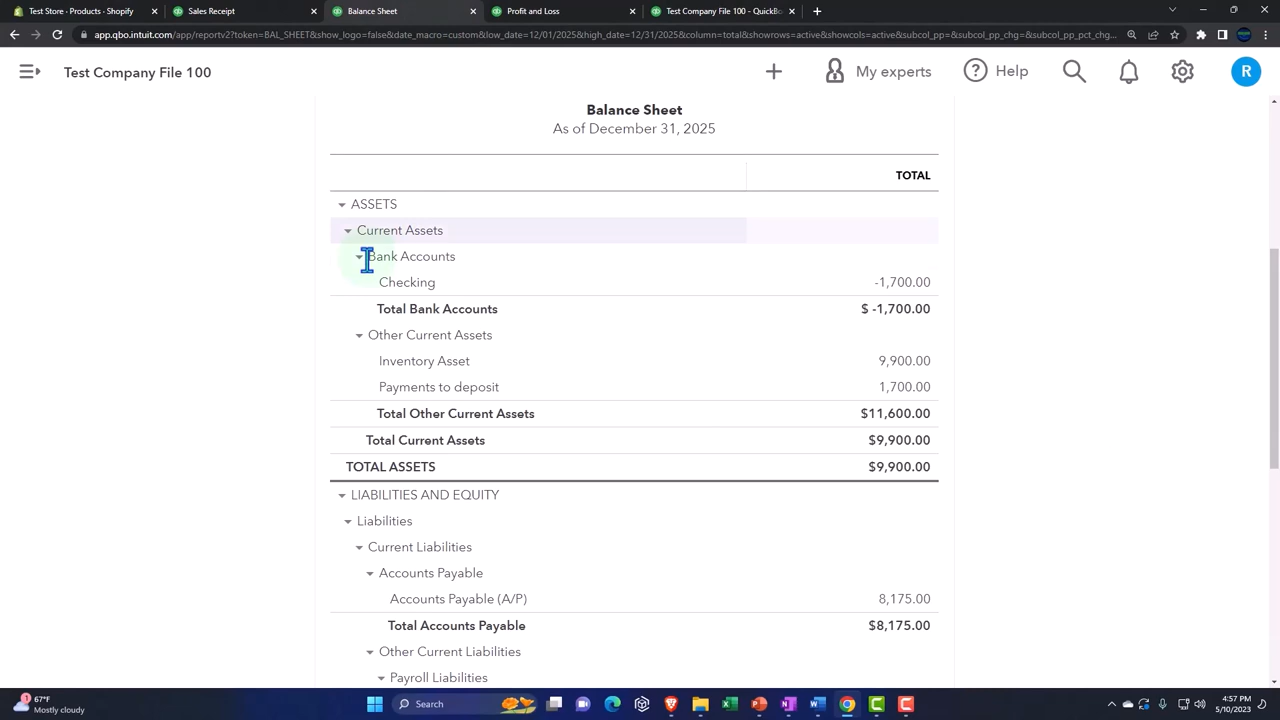 Test Store · Products · Shopify
Sales Receipt
Balance Sheet
Profit and Loss
Test Company File 100 - QuickBo
app.qbo.intuit.com/app/reportv2?token=BAL_SHEET&show_logo=false&date_macro=custom&low_date=12/01/2025&high_date=12/31/2025&column=total&showrows=active&showcols=active&subcol_pp=&subcol_pp_chg=&subcol_pp_pct_chg...
Test Company File 100
My experts
Help
R
Balance Sheet
As of December 31, 2025
TOTAL
ASSETS
Current Assets
Bank Accounts
Checking -1,700.00
Total Bank Accounts $ -1,700.00
Other Current Assets
Inventory Asset 9,900.00
Payments to deposit 1,700.00
Total Other Current Assets $11,600.00
Total Current Assets $9,900.00
TOTAL ASSETS $9,900.00
LIABILITIES AND EQUITY
Liabilities
Current Liabilities
Accounts Payable
Accounts Payable (A/P) 8,175.00
Total Accounts Payable $8,175.00
Other Current Liabilities
Payroll Liabilities
1
67°F
Mostly cloudy
Search
4:57 PM
5/10/2023